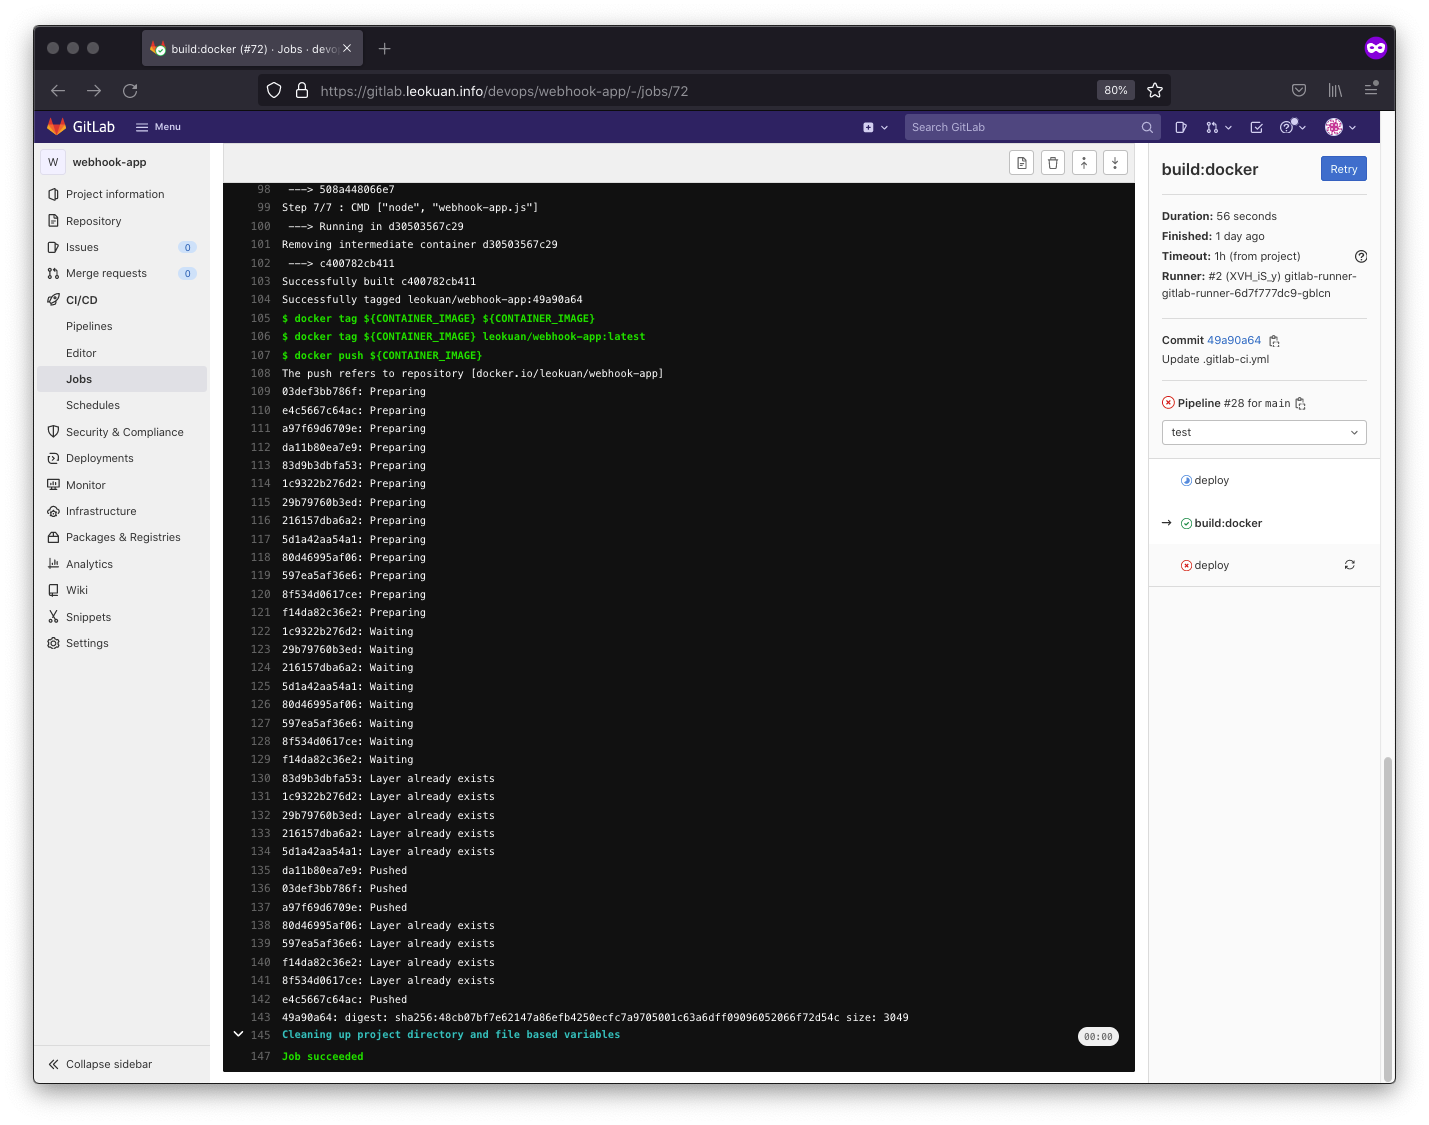 build:docker (#72) · Jobs · devo
https://gitlab.leokuan.info/devops/webhook-app/-/jobs/72
80%
GitLab
Menu
Search GitLab
W
webhook-app
Project information
Repository
Issues
0
Merge requests
0
CI/CD
Pipelines
Editor
Jobs
Schedules
Security & Compliance
Deployments
Monitor
Infrastructure
Packages & Registries
Analytics
Wiki
Snippets
Settings
Collapse sidebar
98 ---> 508a448066e7
99 Step 7/7 : CMD ["node", "webhook-app.js"]
100 ---> Running in d30503567c29
101 Removing intermediate container d30503567c29
102 ---> c400782cb411
103 Successfully built c400782cb411
104 Successfully tagged leokuan/webhook-app:49a90a64
105 $ docker tag ${CONTAINER_IMAGE} ${CONTAINER_IMAGE}
106 $ docker tag ${CONTAINER_IMAGE} leokuan/webhook-app:latest
107 $ docker push ${CONTAINER_IMAGE}
108 The push refers to repository [docker.io/leokuan/webhook-app]
109 03def3bb786f: Preparing
110 e4c5667c64ac: Preparing
111 a97f69d6709e: Preparing
112 da11b80ea7e9: Preparing
113 83d9b3dbfa53: Preparing
114 1c9322b276d2: Preparing
115 29b79760b3ed: Preparing
116 216157dba6a2: Preparing
117 5d1a42aa54a1: Preparing
118 80d46995af06: Preparing
119 597ea5af36e6: Preparing
120 8f534d0617ce: Preparing
121 f14da82c36e2: Preparing
122 1c9322b276d2: Waiting
123 29b79760b3ed: Waiting
124 216157dba6a2: Waiting
125 5d1a42aa54a1: Waiting
126 80d46995af06: Waiting
127 597ea5af36e6: Waiting
128 8f534d0617ce: Waiting
129 f14da82c36e2: Waiting
130 83d9b3dbfa53: Layer already exists
131 1c9322b276d2: Layer already exists
132 29b79760b3ed: Layer already exists
133 216157dba6a2: Layer already exists
134 5d1a42aa54a1: Layer already exists
135 da11b80ea7e9: Pushed
136 03def3bb786f: Pushed
137 a97f69d6709e: Pushed
138 80d46995af06: Layer already exists
139 597ea5af36e6: Layer already exists
140 f14da82c36e2: Layer already exists
141 8f534d0617ce: Layer already exists
142 e4c5667c64ac: Pushed
143 49a90a64: digest: sha256:48cb07bf7e62147a86efb4250ecfc7a9705001c63a6dff09096052066f72d54c size: 3049
145 Cleaning up project directory and file based variables
00:00
147 Job succeeded
build:docker
Retry
Duration: 56 seconds
Finished: 1 day ago
Timeout: 1h (from project)
Runner: #2 (XVH_iS_y) gitlab-runner-
gitlab-runner-6d7f777dc9-gblcn
Commit 49a90a64
Update .gitlab-ci.yml
Pipeline #28 for main
test
deploy
→ build:docker
deploy